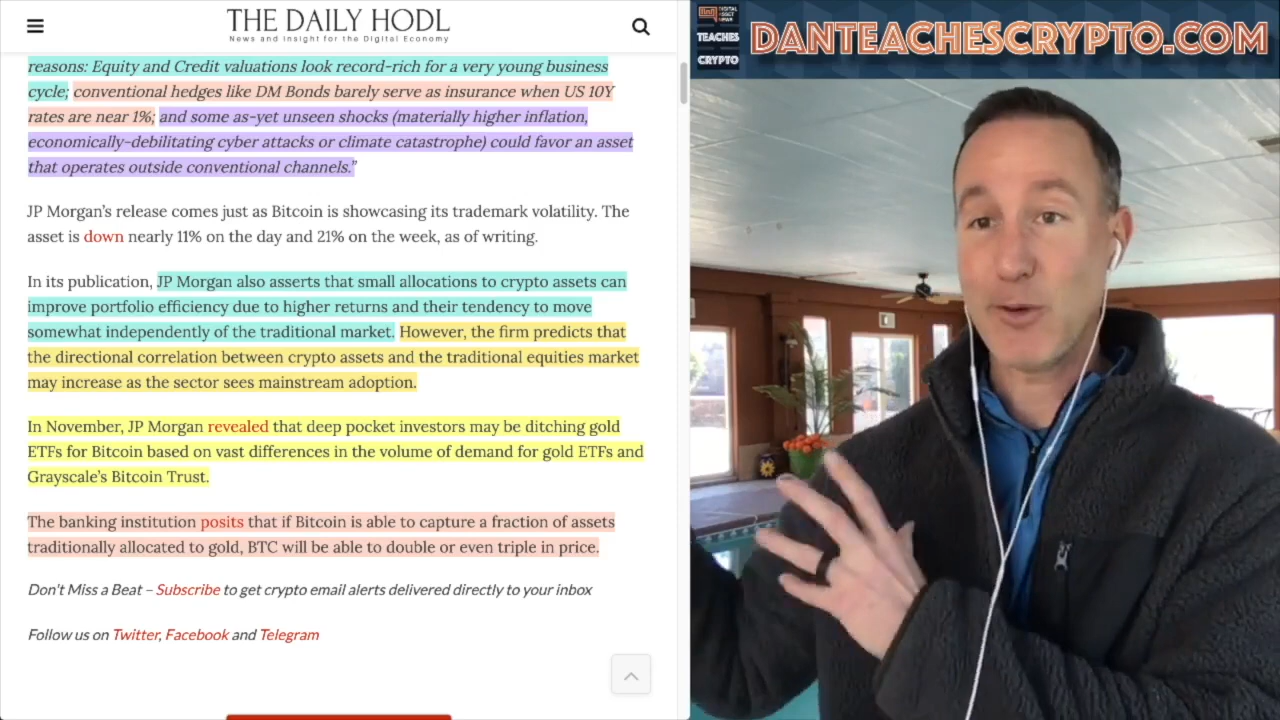 THE DAILY HODL
News and Insight for the Digital Economy
reasons: Equity and Credit valuations look record-rich for a very young business
cycle; conventional hedges like DM Bonds barely serve as insurance when US 10Y
rates are near 1%; and some as-yet unseen shocks (materially higher inflation,
economically-debilitating cyber attacks or climate catastrophe) could favor an asset
that operates outside conventional channels.”
JP Morgan’s release comes just as Bitcoin is showcasing its trademark volatility. The
asset is down nearly 11% on the day and 21% on the week, as of writing.
In its publication, JP Morgan also asserts that small allocations to crypto assets can
improve portfolio efficiency due to higher returns and their tendency to move
somewhat independently of the traditional market. However, the firm predicts that
the directional correlation between crypto assets and the traditional equities market
may increase as the sector sees mainstream adoption.
In November, JP Morgan revealed that deep pocket investors may be ditching gold
ETFs for Bitcoin based on vast differences in the volume of demand for gold ETFs and
Grayscale’s Bitcoin Trust.
The banking institution posits that if Bitcoin is able to capture a fraction of assets
traditionally allocated to gold, BTC will be able to double or even triple in price.
Don't Miss a Beat – Subscribe to get crypto email alerts delivered directly to your inbox
Follow us on Twitter, Facebook and Telegram
DIGITAL
ASSET
NEWS
TEACHES
CRYPTO
DANTEACHESCRYPTO.COM